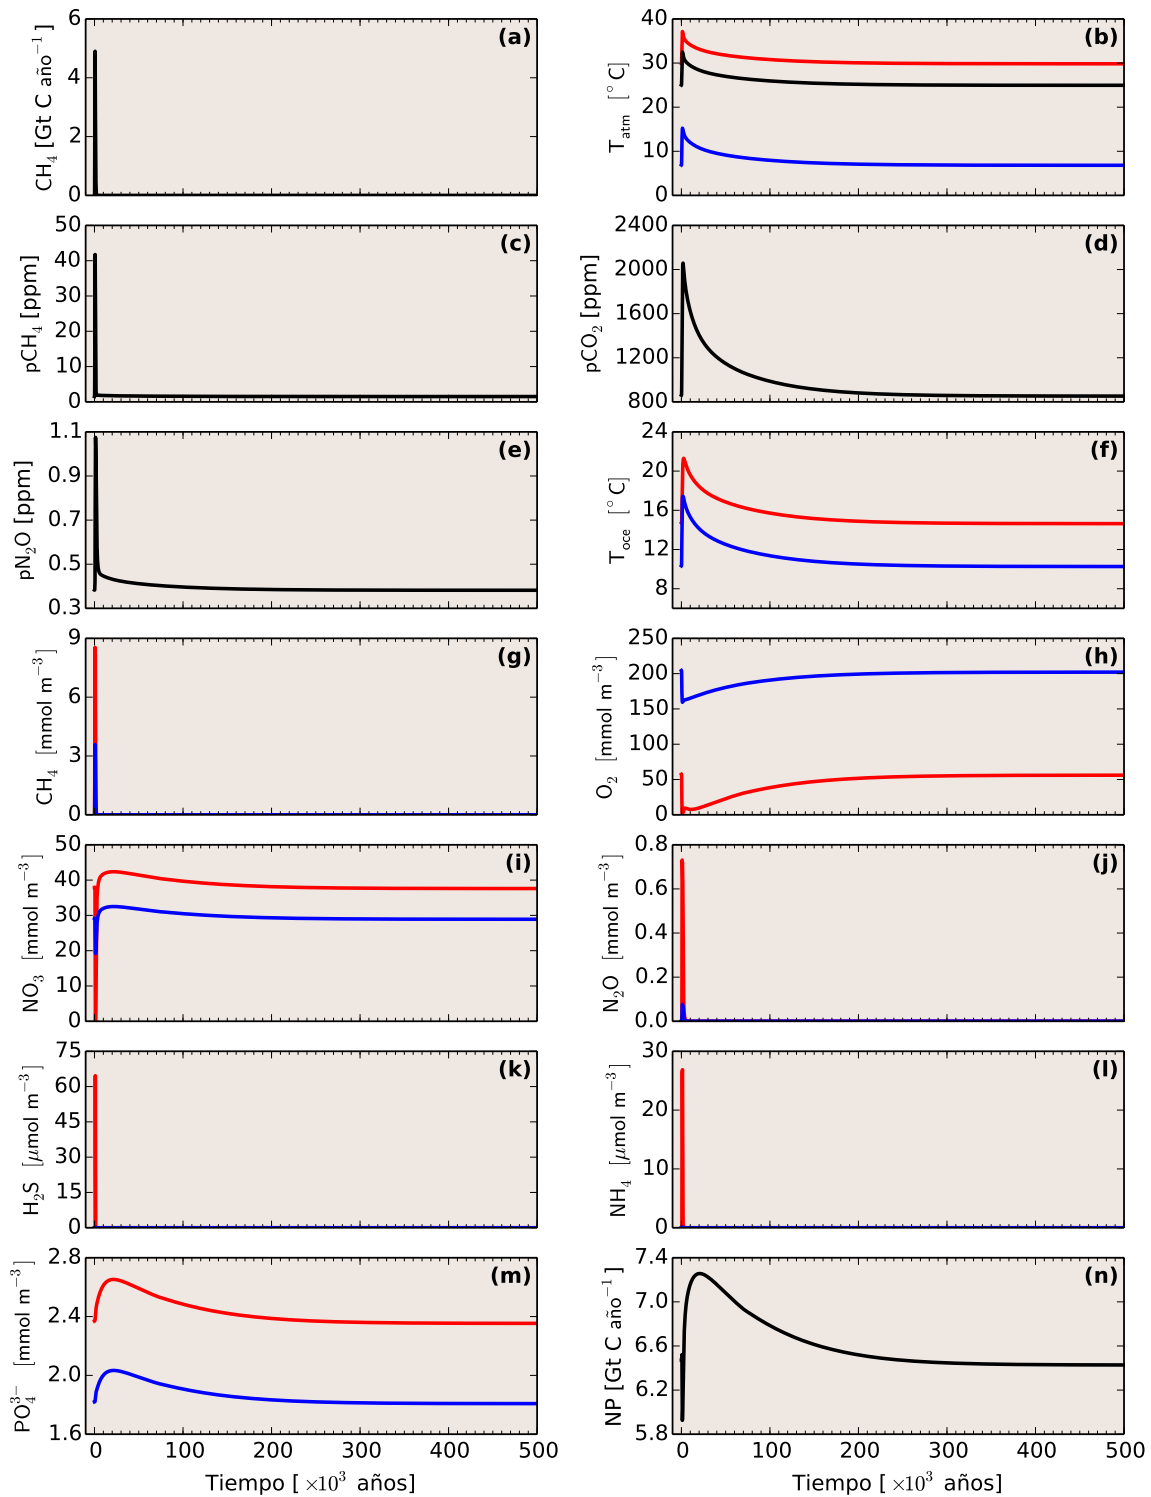 (a)
CH₄ [Gt C año⁻¹]
6
4
2
0
(b)
T_atm [°C]
40
30
20
10
0
(c)
pCH₄ [ppm]
50
40
30
20
10
0
(d)
pCO₂ [ppm]
2400
2000
1600
1200
800
(e)
pN₂O [ppm]
1.1
0.9
0.7
0.5
0.3
(f)
T_oce [°C]
24
20
16
12
8
(g)
CH₄ [mmol m⁻³]
9
6
3
0
(h)
O₂ [mmol m⁻³]
250
200
150
100
50
0
(i)
NO₃ [mmol m⁻³]
50
40
30
20
10
0
(j)
N₂O [mmol m⁻³]
0.8
0.6
0.4
0.2
0.0
(k)
H₂S [μmol m⁻³]
75
60
45
30
15
0
(l)
NH₄ [μmol m⁻³]
30
20
10
0
(m)
PO₄³⁻ [mmol m⁻³]
2.8
2.4
2.0
1.6
0 100 200 300 400 500
Tiempo [ ×10³ años]
(n)
NP [Gt C año⁻¹]
7.4
7.0
6.6
6.2
5.8
0 100 200 300 400 500
Tiempo [ ×10³ años]